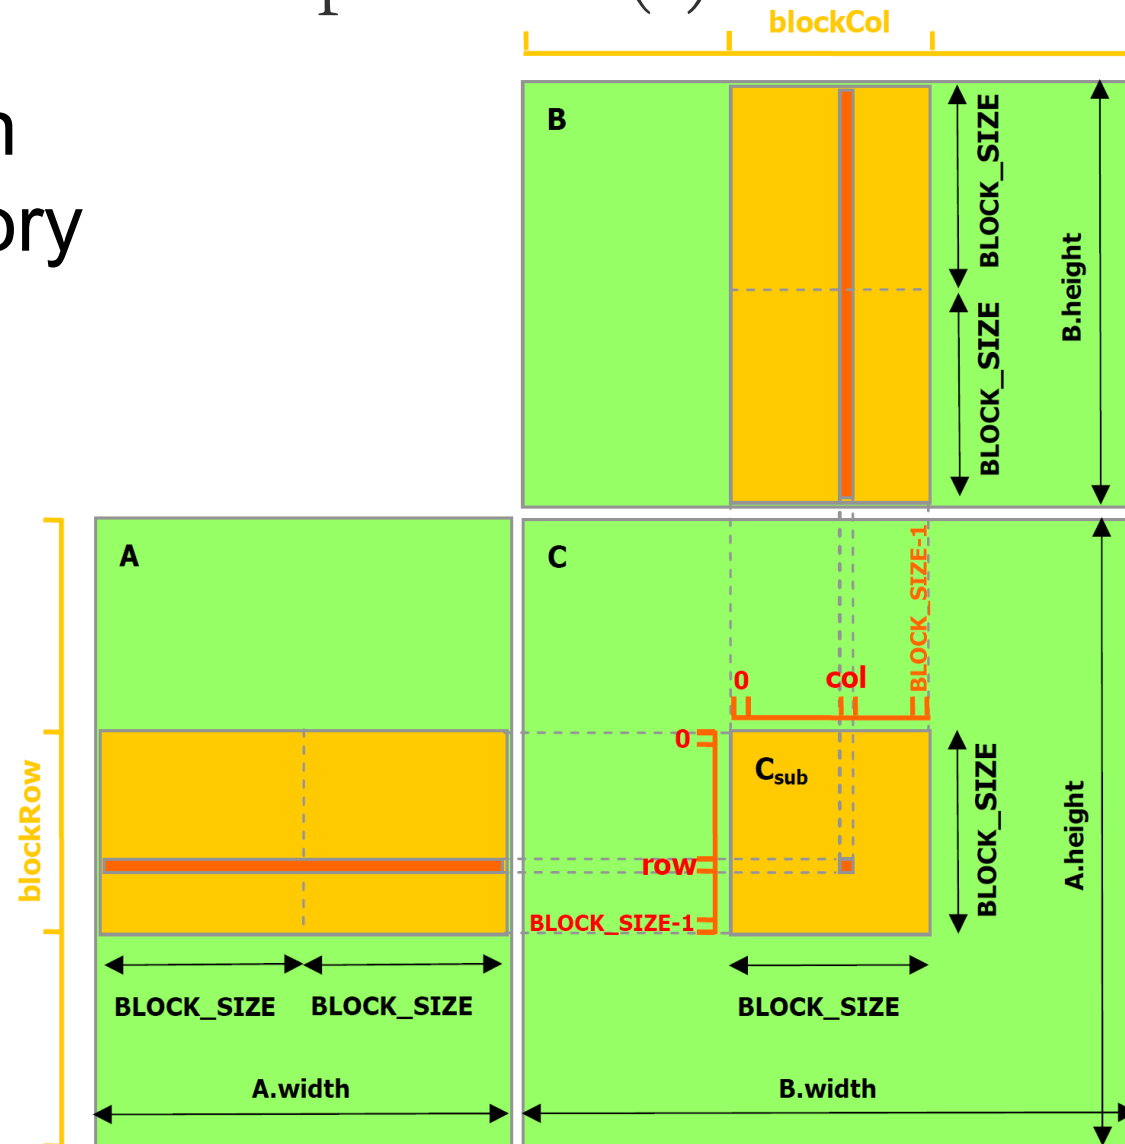 p
(
)
blockCol
n
ory
B
BLOCK_SIZE
BLOCK_SIZE
B.height
A
C
BLOCK_SIZE-1
0
col
0
Csub
row
BLOCK_SIZE-1
blockRow
BLOCK_SIZE
A.height
BLOCK_SIZE
BLOCK_SIZE
BLOCK_SIZE
A.width
B.width